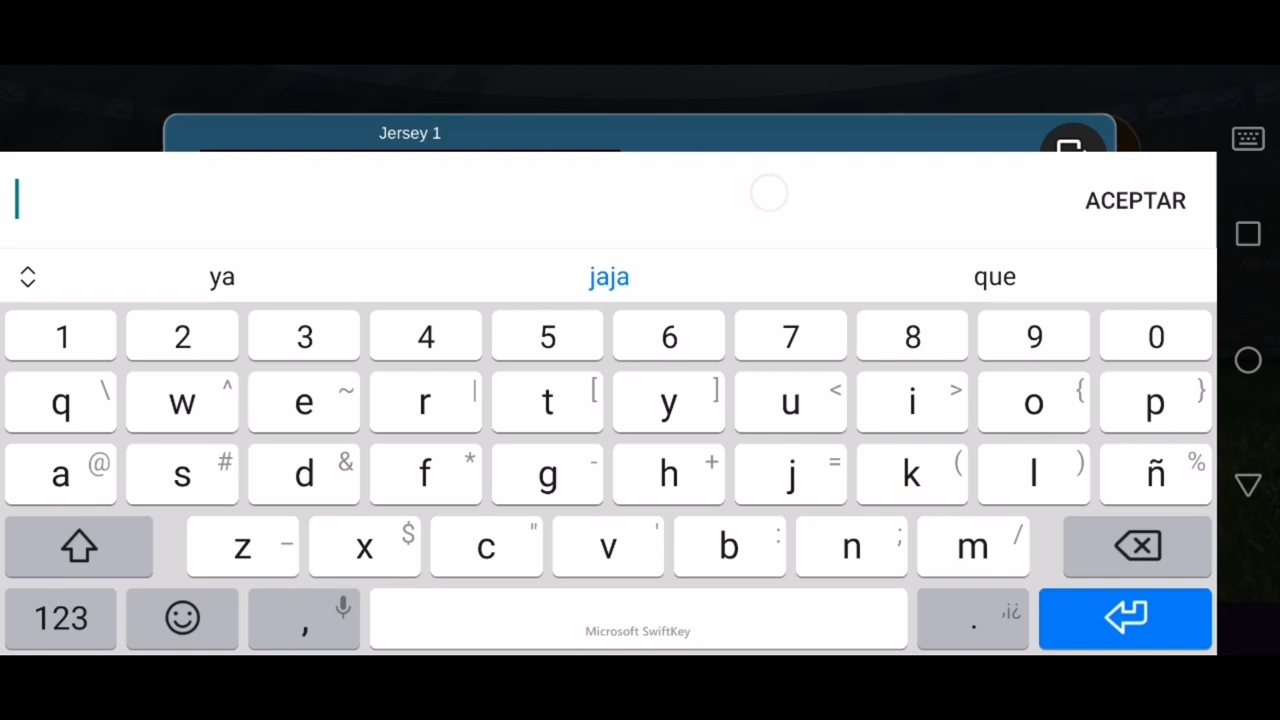 Jersey 1
ACEPTAR
ya jaja que
1 2 3 4 5 6 7 8 9 0
q \ w ^ e ~ r | t [ y ] u < i > o { p }
a @ s # d & f * g - h + j = k ( l ) ñ %
z _ x $ c " v ' b : n ; m /
123 , Microsoft SwiftKey . ,i¿